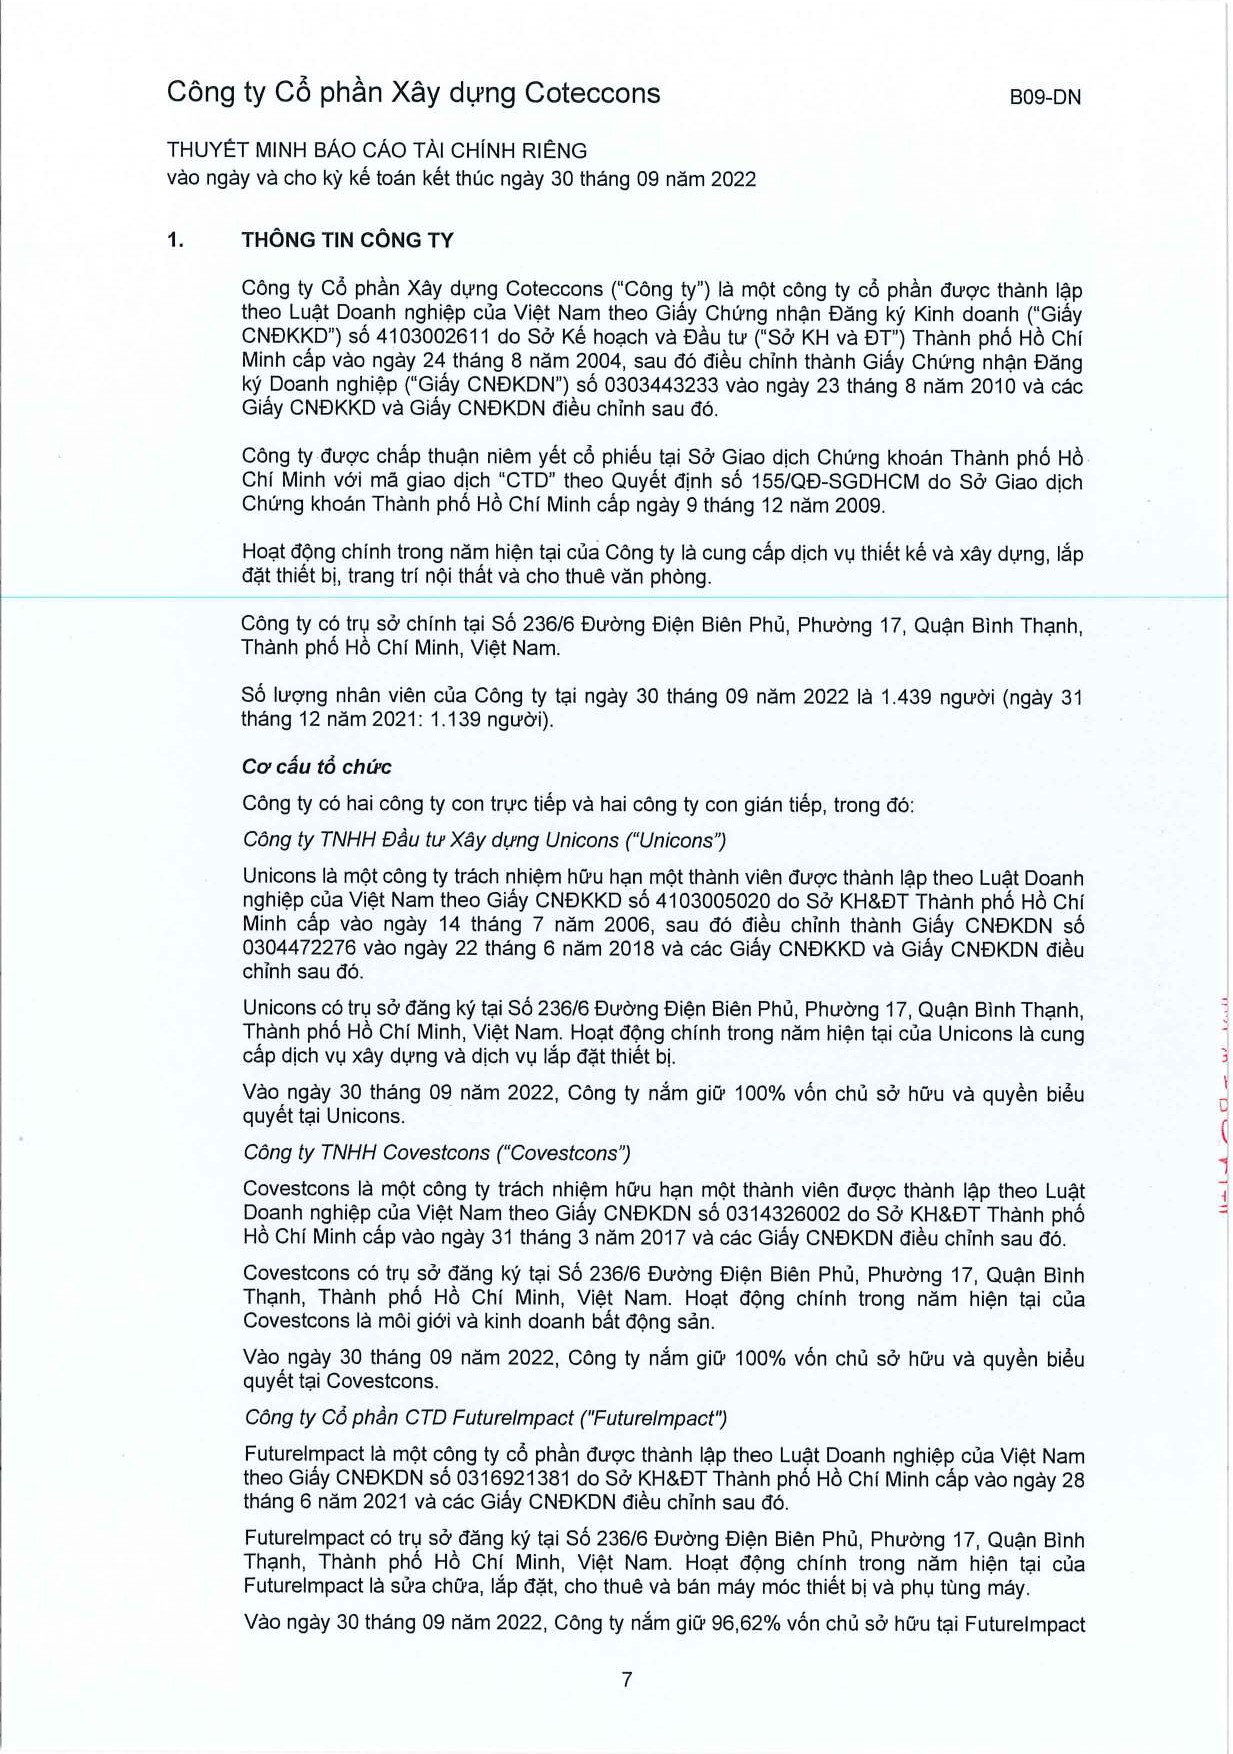 Công ty Cổ phần Xây dựng Coteccons
B09-DN
THUYẾT MINH BÁO CÁO TÀI CHÍNH RIÊNG
vào ngày và cho kỳ kế toán kết thúc ngày 30 tháng 09 năm 2022
1. THÔNG TIN CÔNG TY
Công ty Cổ phần Xây dựng Coteccons (“Công ty”) là một công ty cổ phần được thành lập
theo Luật Doanh nghiệp của Việt Nam theo Giấy Chứng nhận Đăng ký Kinh doanh (“Giấy
CNĐKKD”) số 4103002611 do Sở Kế hoạch và Đầu tư (“Sở KH và ĐT”) Thành phố Hồ Chí
Minh cấp vào ngày 24 tháng 8 năm 2004, sau đó điều chỉnh thành Giấy Chứng nhận Đăng
ký Doanh nghiệp (“Giấy CNĐKDN”) số 0303443233 vào ngày 23 tháng 8 năm 2010 và các
Giấy CNĐKKD và Giấy CNĐKDN điều chỉnh sau đó.
Công ty được chấp thuận niêm yết cổ phiếu tại Sở Giao dịch Chứng khoán Thành phố Hồ
Chí Minh với mã giao dịch “CTD” theo Quyết định số 155/QĐ-SGDHCM do Sở Giao dịch
Chứng khoán Thành phố Hồ Chí Minh cấp ngày 9 tháng 12 năm 2009.
Hoạt động chính trong năm hiện tại của Công ty là cung cấp dịch vụ thiết kế và xây dựng, lắp
đặt thiết bị, trang trí nội thất và cho thuê văn phòng.
Công ty có trụ sở chính tại Số 236/6 Đường Điện Biên Phủ, Phường 17, Quận Bình Thạnh,
Thành phố Hồ Chí Minh, Việt Nam.
Số lượng nhân viên của Công ty tại ngày 30 tháng 09 năm 2022 là 1.439 người (ngày 31
tháng 12 năm 2021: 1.139 người).
Cơ cấu tổ chức
Công ty có hai công ty con trực tiếp và hai công ty con gián tiếp, trong đó:
Công ty TNHH Đầu tư Xây dựng Unicons (“Unicons”)
Unicons là một công ty trách nhiệm hữu hạn một thành viên được thành lập theo Luật Doanh
nghiệp của Việt Nam theo Giấy CNĐKKD số 4103005020 do Sở KH&ĐT Thành phố Hồ Chí
Minh cấp vào ngày 14 tháng 7 năm 2006, sau đó điều chỉnh thành Giấy CNĐKDN số
0304472276 vào ngày 22 tháng 6 năm 2018 và các Giấy CNĐKKD và Giấy CNĐKDN điều
chỉnh sau đó.
Unicons có trụ sở đăng ký tại Số 236/6 Đường Điện Biên Phủ, Phường 17, Quận Bình Thạnh,
Thành phố Hồ Chí Minh, Việt Nam. Hoạt động chính trong năm hiện tại của Unicons là cung
cấp dịch vụ xây dựng và dịch vụ lắp đặt thiết bị.
Vào ngày 30 tháng 09 năm 2022, Công ty nắm giữ 100% vốn chủ sở hữu và quyền biểu
quyết tại Unicons.
Công ty TNHH Covestcons (“Covestcons”)
Covestcons là một công ty trách nhiệm hữu hạn một thành viên được thành lập theo Luật
Doanh nghiệp của Việt Nam theo Giấy CNĐKDN số 0314326002 do Sở KH&ĐT Thành phố
Hồ Chí Minh cấp vào ngày 31 tháng 3 năm 2017 và các Giấy CNĐKDN điều chỉnh sau đó.
Covestcons có trụ sở đăng ký tại Số 236/6 Đường Điện Biên Phủ, Phường 17, Quận Bình
Thạnh, Thành phố Hồ Chí Minh, Việt Nam. Hoạt động chính trong năm hiện tại của
Covestcons là môi giới và kinh doanh bất động sản.
Vào ngày 30 tháng 09 năm 2022, Công ty nắm giữ 100% vốn chủ sở hữu và quyền biểu
quyết tại Covestcons.
Công ty Cổ phần CTD FutureImpact ("FutureImpact")
FutureImpact là một công ty cổ phần được thành lập theo Luật Doanh nghiệp của Việt Nam
theo Giấy CNĐKDN số 0316921381 do Sở KH&ĐT Thành phố Hồ Chí Minh cấp vào ngày 28
tháng 6 năm 2021 và các Giấy CNĐKDN điều chỉnh sau đó.
FutureImpact có trụ sở đăng ký tại Số 236/6 Đường Điện Biên Phủ, Phường 17, Quận Bình
Thạnh, Thành phố Hồ Chí Minh, Việt Nam. Hoạt động chính trong năm hiện tại của
FutureImpact là sửa chữa, lắp đặt, cho thuê và bán máy móc thiết bị và phụ tùng máy.
Vào ngày 30 tháng 09 năm 2022, Công ty nắm giữ 96,62% vốn chủ sở hữu tại FutureImpact
7